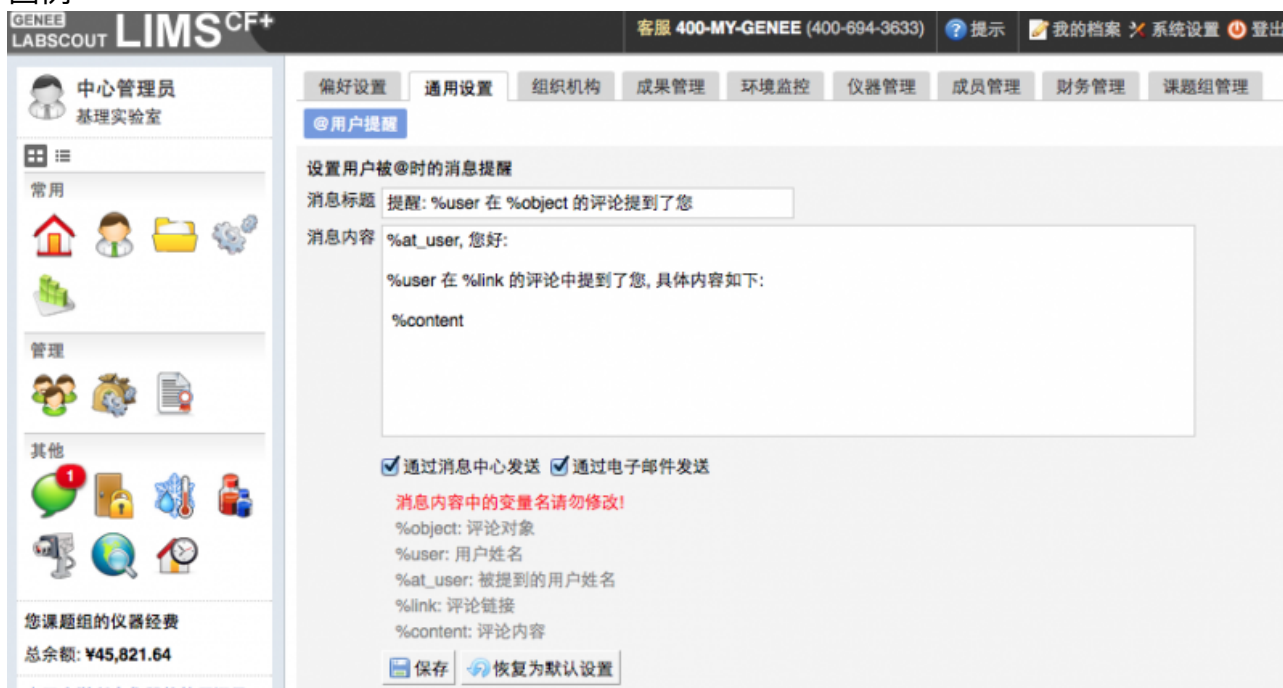 GENEE
LABSCOUT LIMS CF+
客服 400-MY-GENEE (400-694-3633) 提示 我的档案 系统设置 登出
中心管理员
基理实验室
偏好设置 通用设置 组织机构 成果管理 环境监控 仪器管理 成员管理 财务管理 课题组管理
@用户提醒
常用
管理
其他
1
您课题组的仪器经费
总余额: ¥45,821.64
设置用户被@时的消息提醒
消息标题 提醒: %user 在 %object 的评论提到了您
消息内容 %at_user, 您好:
%user 在 %link 的评论中提到了您, 具体内容如下:
%content
通过消息中心发送 通过电子邮件发送
消息内容中的变量名请勿修改!
%object: 评论对象
%user: 用户姓名
%at_user: 被提到的用户姓名
%link: 评论链接
%content: 评论内容
保存 恢复为默认设置